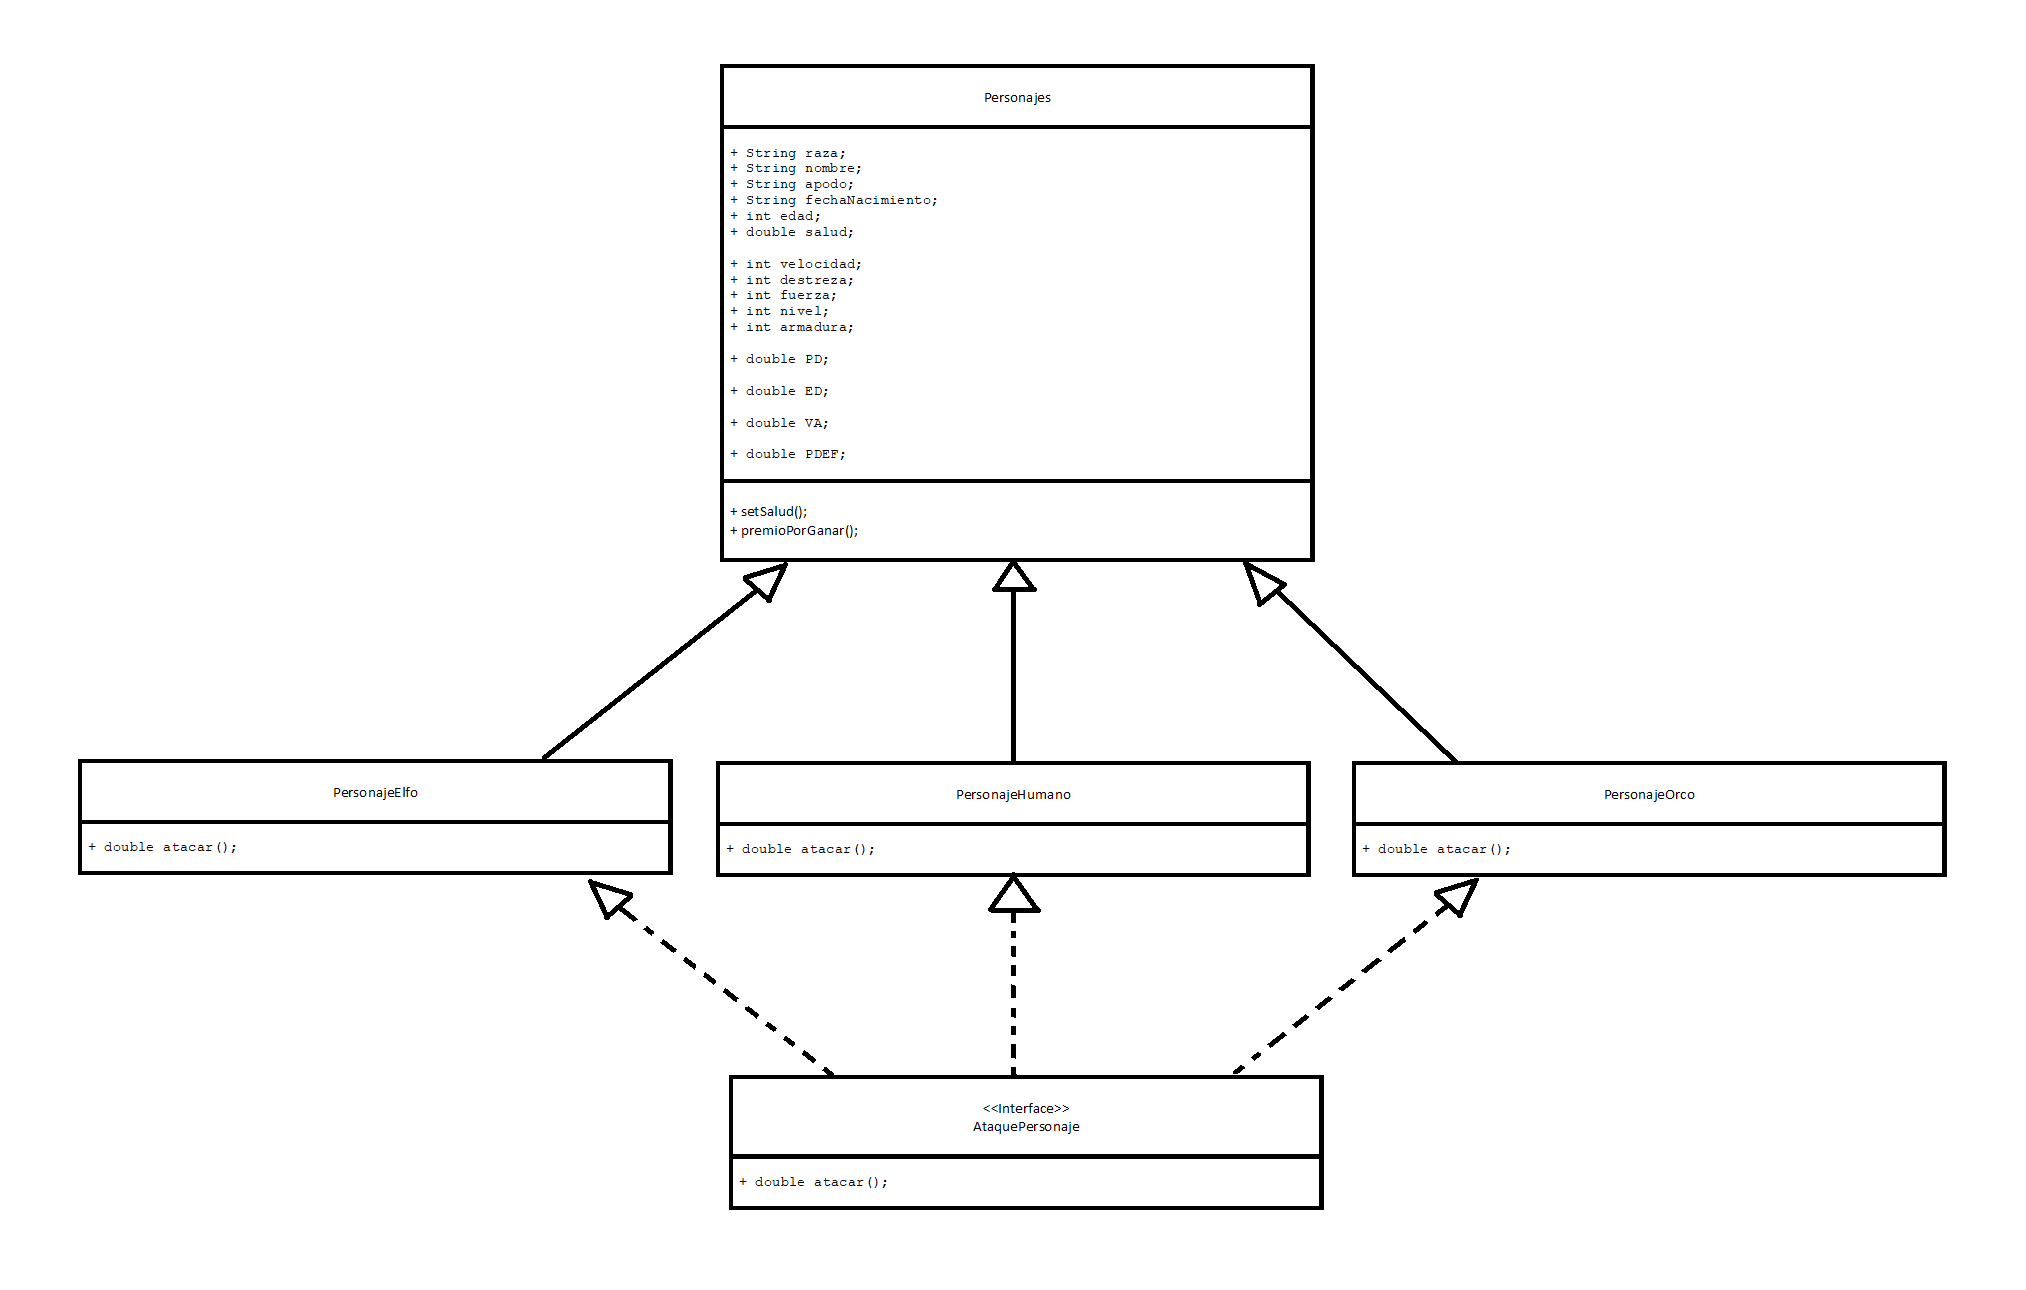 Personajes
+ String raza;
+ String nombre;
+ String apodo;
+ String fechaNacimiento;
+ int edad;
+ double salud;
+ int velocidad;
+ int destreza;
+ int fuerza;
+ int nivel;
+ int armadura;
+ double PD;
+ double ED;
+ double VA;
+ double PDEF;
+ setSalud();
+ premioPorGanar();
PersonajeElfo
+ double atacar();
PersonajeHumano
+ double atacar();
PersonajeOrco
+ double atacar();
<<Interface>>
AtaquePersonaje
+ double atacar();